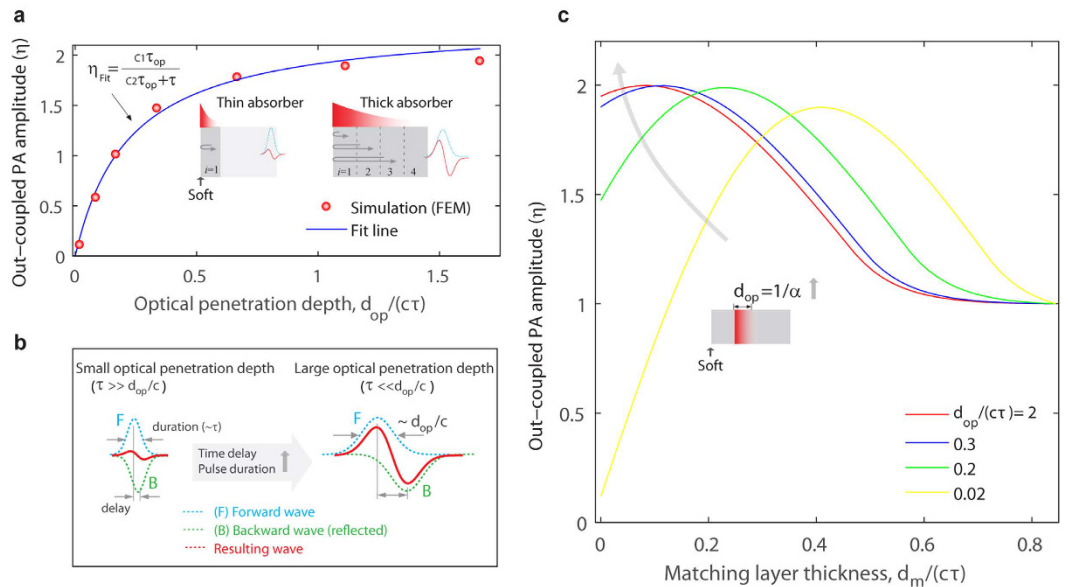 a
Out−coupled PA amplitude (η)
2
1.5
1
0.5
0
0
0.5
1
1.5
Optical penetration depth, dop/(cτ)
ηFit= c1τop
c2τop+τ
Thin absorber
Thick absorber
i=1
i=1 2 3 4
Soft
Simulation (FEM)
Fit line
b
Small optical penetration depth
(τ >> dop/c)
Large optical penetration depth
(τ <<dop/c)
F
duration (~τ)
B
delay
Time delay
Pulse duration
F
~ dop/c
B
(F) Forward wave
(B) Backward wave (reflected)
Resulting wave
c
Out−coupled PA amplitude (η)
2
1.5
1
0.5
0
0
0.2
0.4
0.6
0.8
Matching layer thickness, dm/(cτ)
dop=1/α
Soft
dop/(cτ)= 2
0.3
0.2
0.02